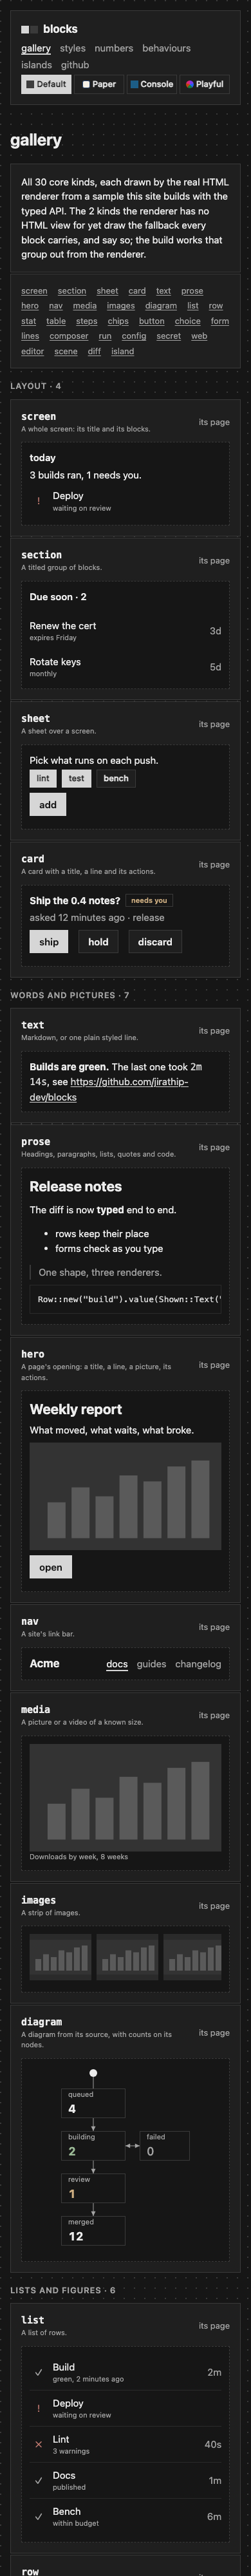 blocks
gallery styles numbers behaviours
islands github
Default Paper Console Playful
gallery
All 30 core kinds, each drawn by the real HTML
renderer from a sample this site builds with the
typed API. The 2 kinds the renderer has no
HTML view for yet draw the fallback every
block carries, and say so; the build works that
group out from the renderer.
screen section sheet card text prose
hero nav media images diagram list row
stat table steps chips button choice form
lines composer run config secret web
editor scene diff island
LAYOUT · 4
screen
its page
A whole screen: its title and its blocks.
today
3 builds ran, 1 needs you.
! Deploy
waiting on review
section
its page
A titled group of blocks.
Due soon · 2
Renew the cert
3d
expires Friday
Rotate keys
5d
monthly
sheet
its page
A sheet over a screen.
Pick what runs on each push.
lint test bench
add
card
its page
A card with a title, a line and its actions.
Ship the 0.4 notes? needs you
asked 12 minutes ago · release
ship hold discard
WORDS AND PICTURES · 7
text
its page
Markdown, or one plain styled line.
Builds are green. The last one took 2m
14s, see https://github.com/jirathip-
dev/blocks
prose
its page
Headings, paragraphs, lists, quotes and code.
Release notes
The diff is now typed end to end.
• rows keep their place
• forms check as you type
One shape, three renderers.
Row::new("build").value(Shown::Text("
hero
its page
A page's opening: a title, a line, a picture, its
actions.
Weekly report
What moved, what waits, what broke.
open
nav
its page
A site's link bar.
Acme docs guides changelog
media
its page
A picture or a video of a known size.
Downloads by week, 8 weeks
images
its page
A strip of images.
diagram
its page
A diagram from its source, with counts on its
nodes.
queued
4
building failed
2 0
review
1
merged
12
LISTS AND FIGURES · 6
list
its page
A list of rows.
Build
2m
green, 2 minutes ago
! Deploy
waiting on review
Lint
40s
3 warnings
Docs
1m
published
Bench
6m
within budget
row